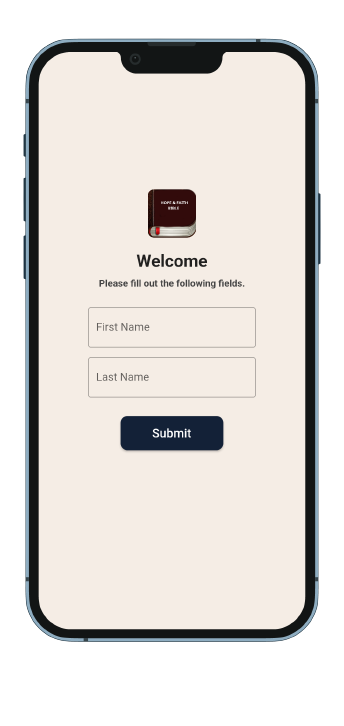 HOPE & FAITH
BIBLE
Welcome
Please fill out the following fields.
First Name
Last Name
Submit